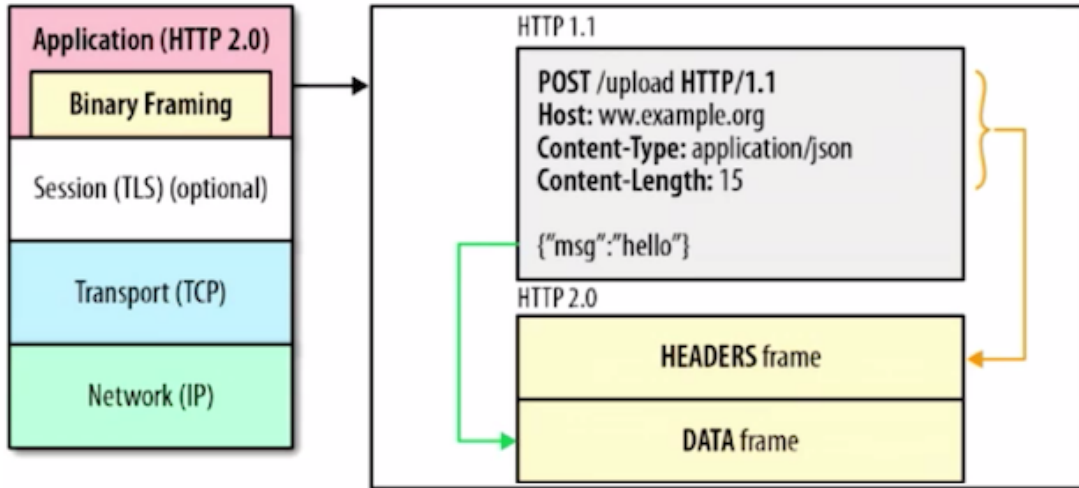 Application (HTTP 2.0)
Binary Framing
Session (TLS) (optional)
Transport (TCP)
Network (IP)
HTTP 1.1
POST /upload HTTP/1.1
Host: ww.example.org
Content-Type: application/json
Content-Length: 15
{"msg":"hello"}
HTTP 2.0
HEADERS frame
DATA frame